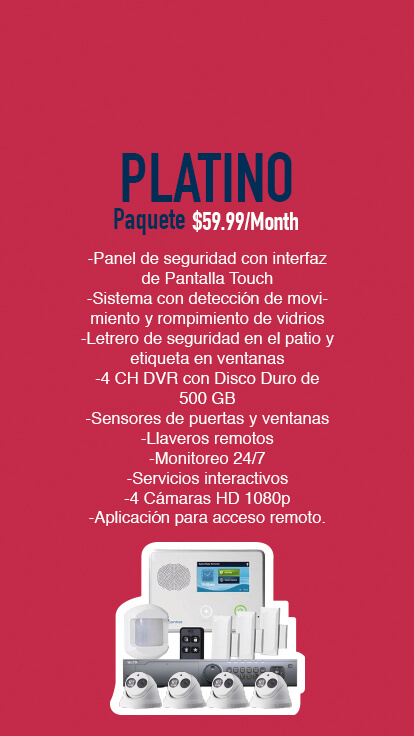 PLATINO
Paquete $59.99/Month
-Panel de seguridad con interfaz
de Pantalla Touch
-Sistema con detección de movi-
miento y rompimiento de vidrios
-Letrero de seguridad en el patio y
etiqueta en ventanas
-4 CH DVR con Disco Duro de
500 GB
-Sensores de puertas y ventanas
-Llaveros remotos
-Monitoreo 24/7
-Servicios interactivos
-4 Cámaras HD 1080p
-Aplicación para acceso remoto.